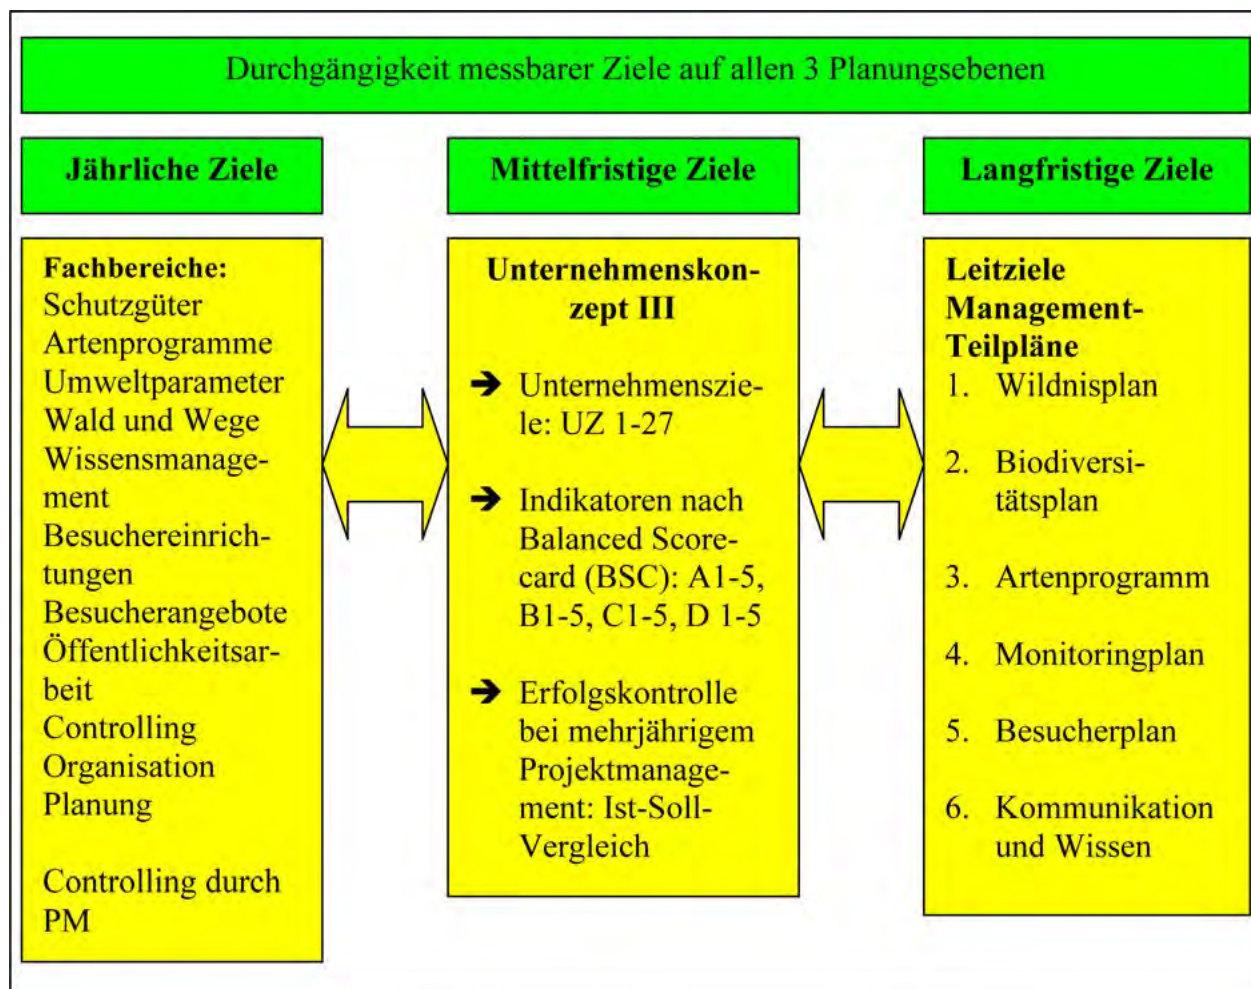 Durchgängigkeit messbarer Ziele auf allen 3 Planungsebenen
Jährliche Ziele
Mittelfristige Ziele
Langfristige Ziele
Fachbereiche:
Schutzgüter
Artenprogramme
Umweltparameter
Wald und Wege
Wissensmanage-
ment
Besuchereinrich-
tungen
Besucherangebote
Öffentlichkeitsar-
beit
Controlling
Organisation
Planung
Controlling durch
PM
Unternehmenskon-
zept III
➔ Unternehmenszie-
le: UZ 1-27
➔ Indikatoren nach
Balanced Score-
card (BSC): A1-5,
B1-5, C1-5, D 1-5
➔ Erfolgskontrolle
bei mehrjährigem
Projektmanage-
ment: Ist-Soll-
Vergleich
Leitziele
Management-
Teilpläne
1. Wildnisplan
2. Biodiversi-
tätsplan
3. Artenprogramm
4. Monitoringplan
5. Besucherplan
6. Kommunikation
und Wissen